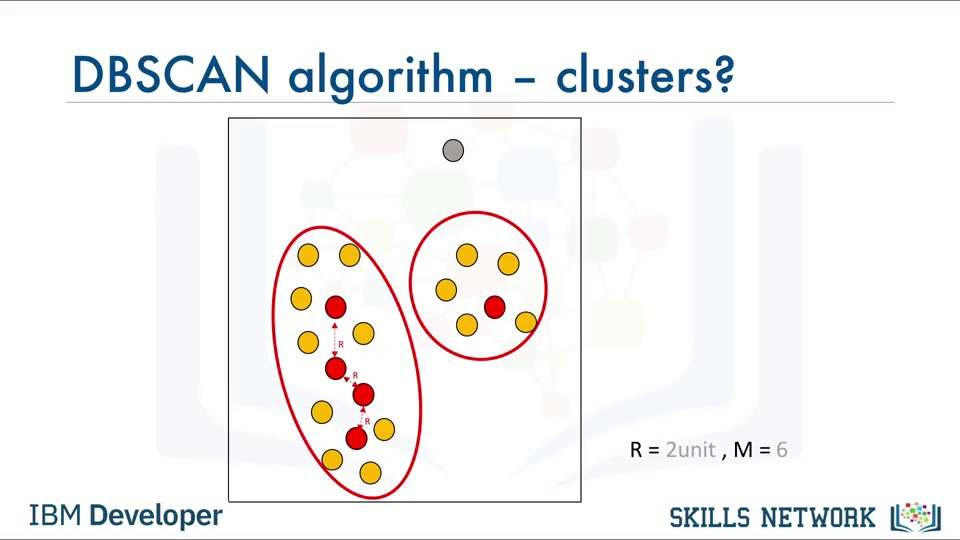 DBSCAN algorithm – clusters?
R
R
R
R = 2unit , M = 6
IBM Developer
SKILLS NETWORK